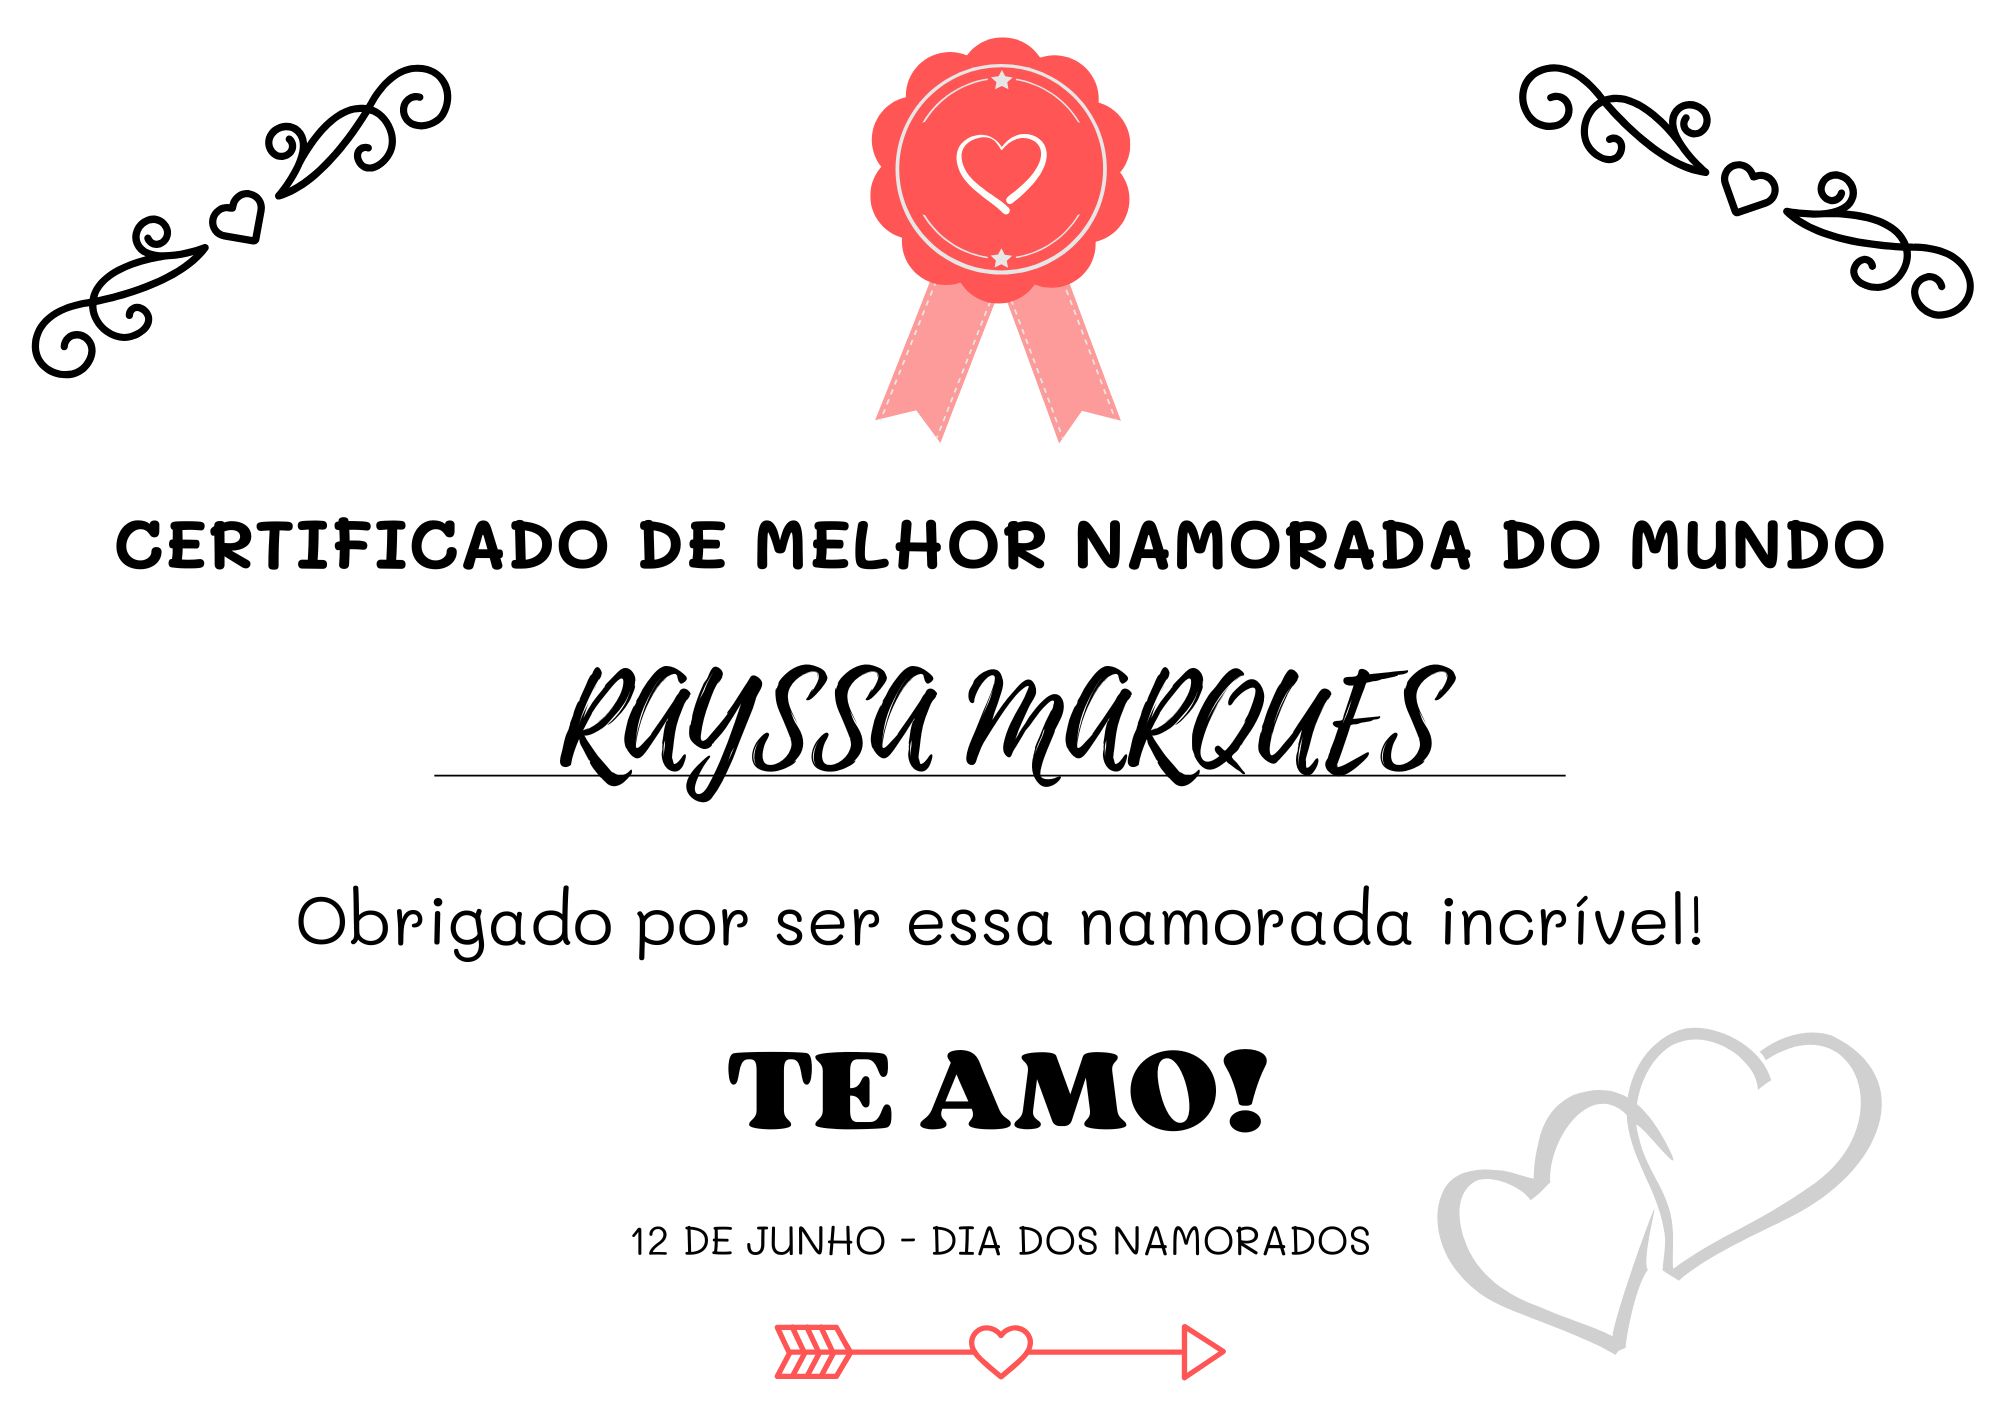 CERTIFICADO DE MELHOR NAMORADA DO MUNDO
RAYSSA MARQUES
Obrigado por ser essa namorada incrível!
TE AMO!
12 DE JUNHO - DIA DOS NAMORADOS